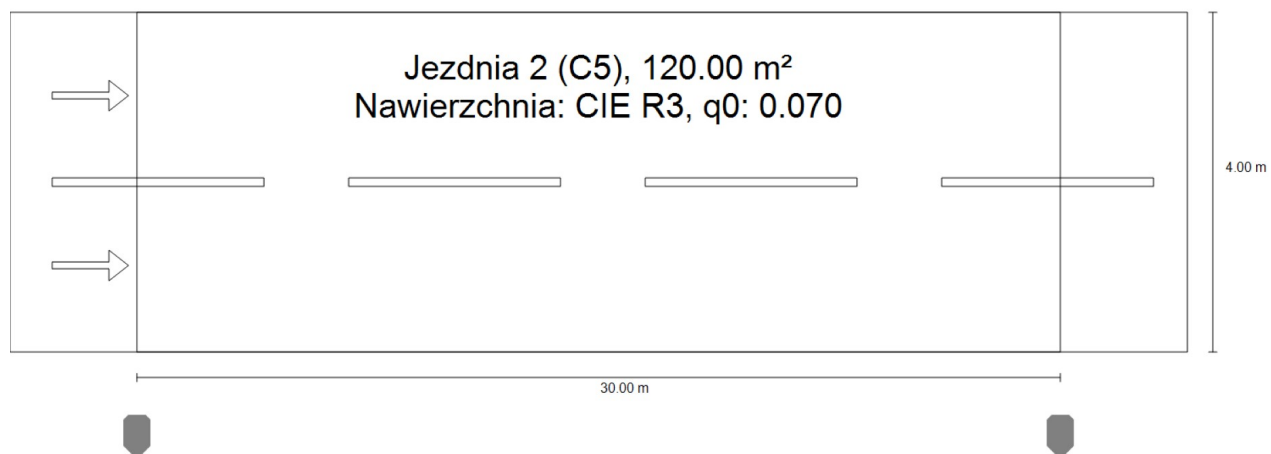 Jezdnia 2 (C5), 120.00 m²
Nawierzchnia: CIE R3, q0: 0.070
4.00 m
30.00 m